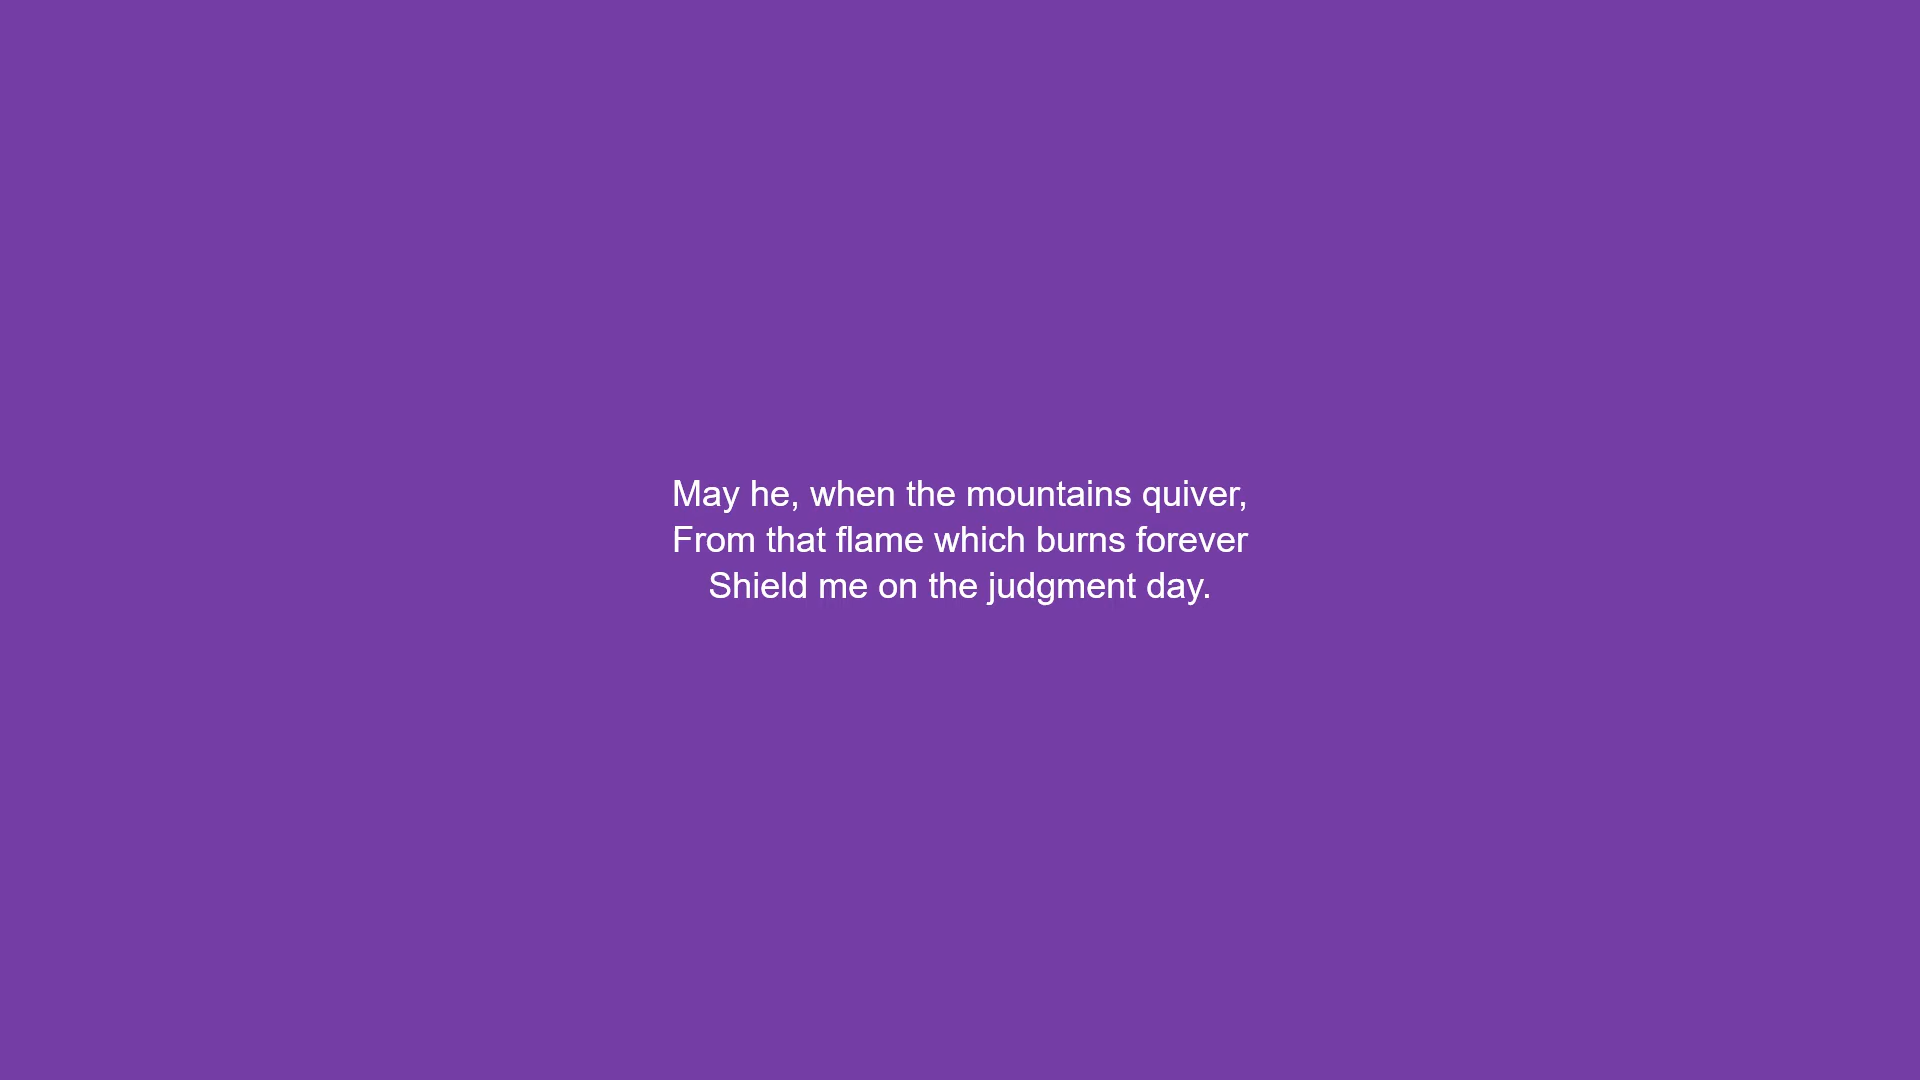 May he, when the mountains quiver,
From that flame which burns forever
Shield me on the judgment day.